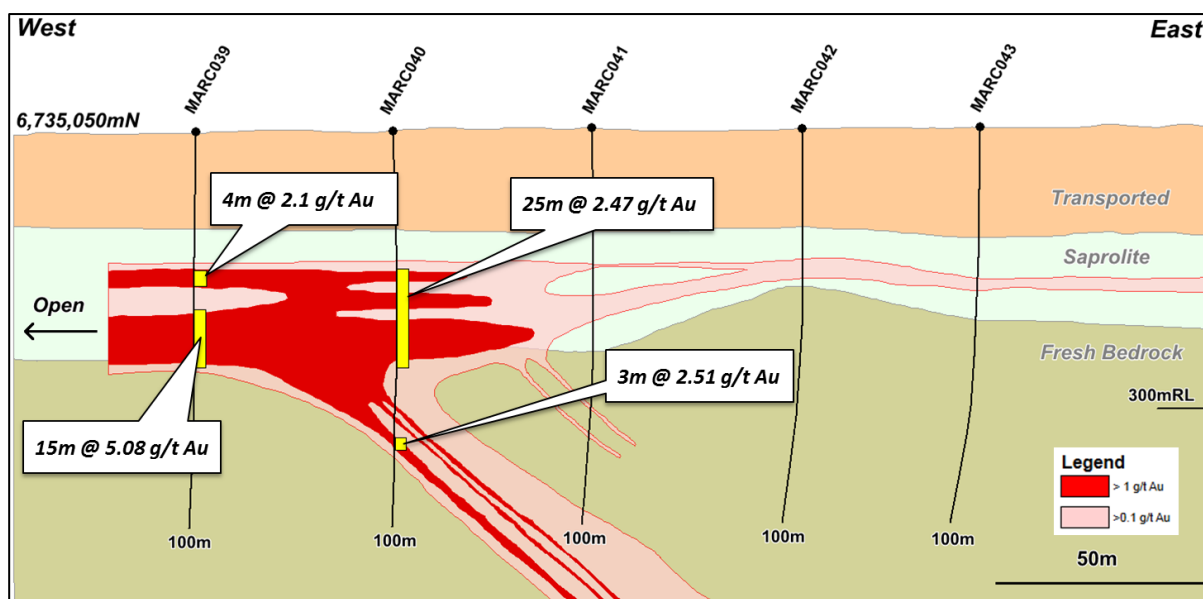 West
East
MARC039
MARC040
MARC041
MARC042
MARC043
6,735,050mN
4m @ 2.1 g/t Au
25m @ 2.47 g/t Au
Transported
Saprolite
Open
Fresh Bedrock
3m @ 2.51 g/t Au
300mRL
15m @ 5.08 g/t Au
Legend
> 1 g/t Au
>0.1 g/t Au
100m
100m
100m
100m
100m
50m